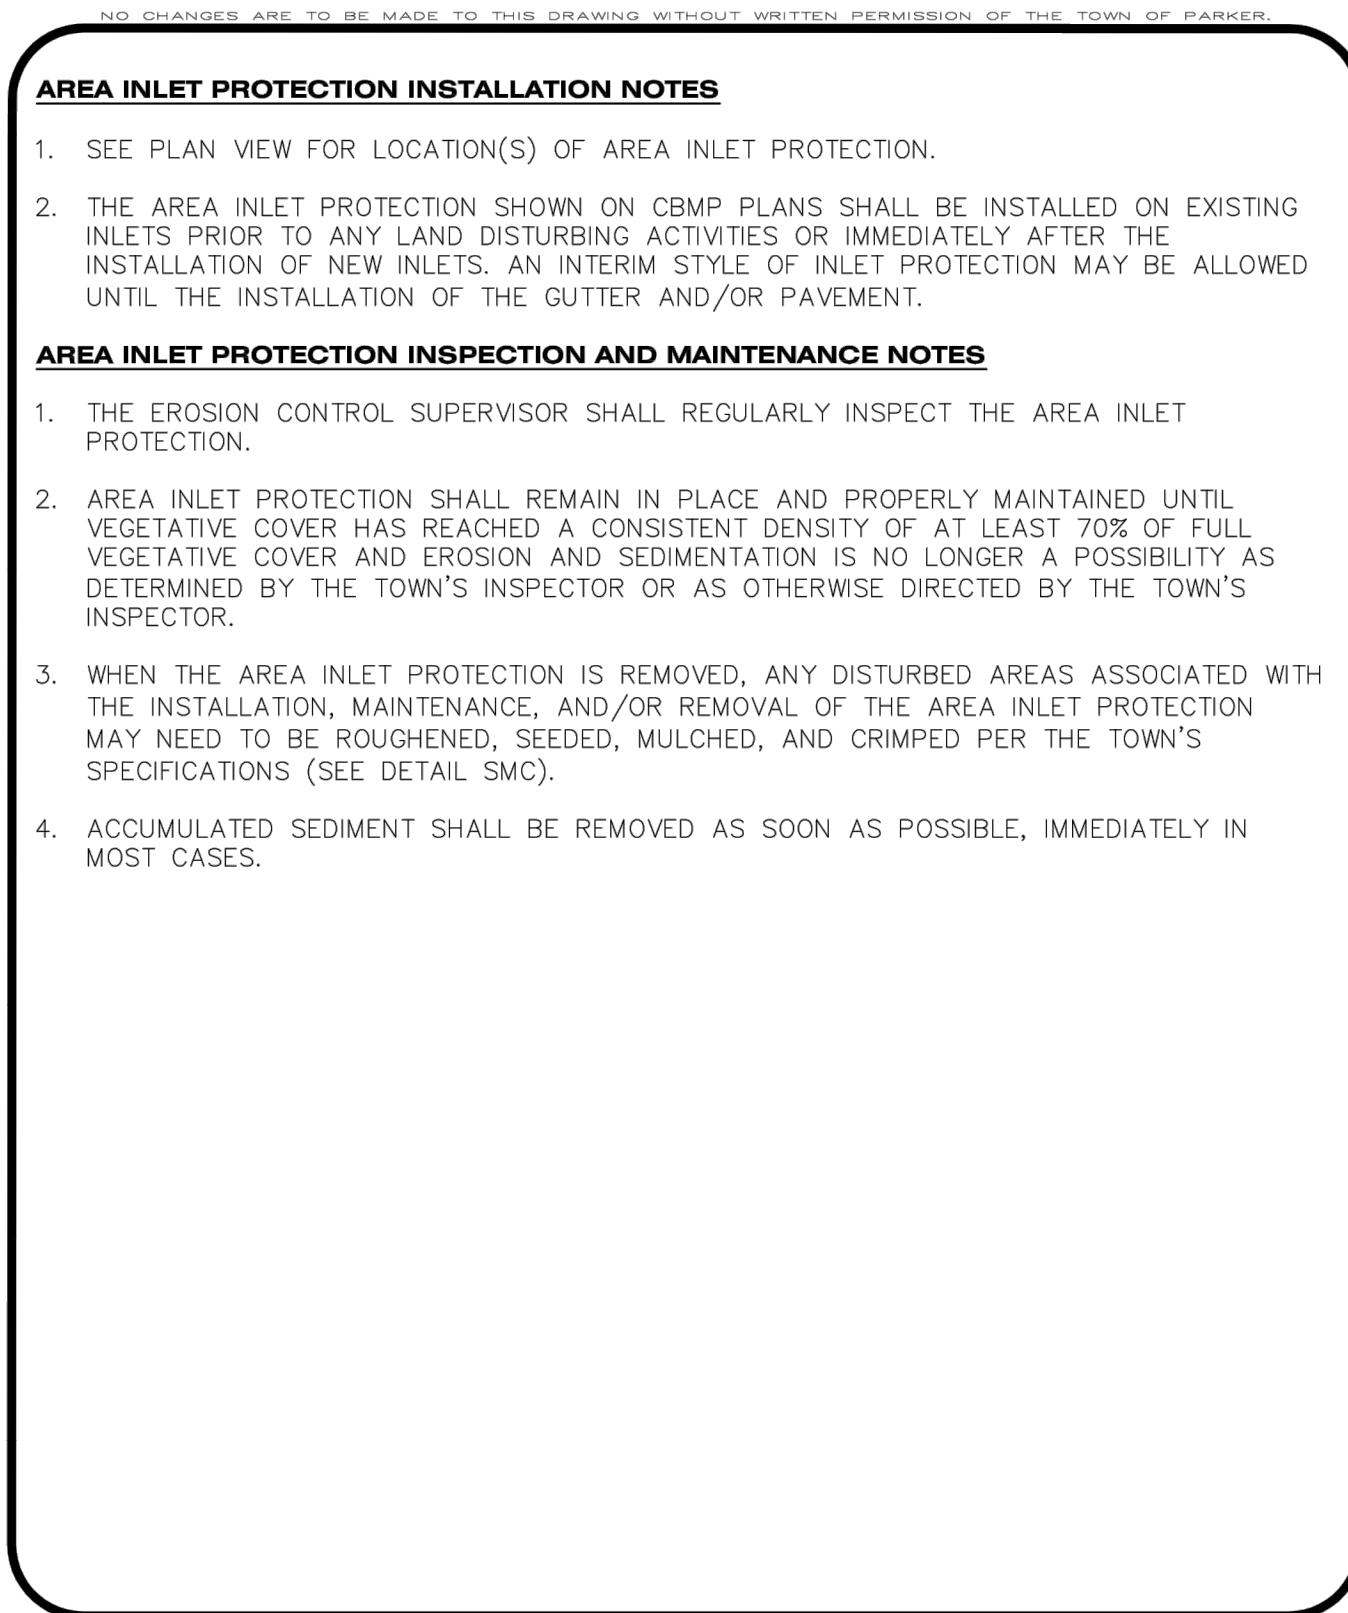 NO CHANGES ARE TO BE MADE TO THIS DRAWING WITHOUT WRITTEN PERMISSION OF THE TOWN OF PARKER.
AREA INLET PROTECTION INSTALLATION NOTES
1. SEE PLAN VIEW FOR LOCATION(S) OF AREA INLET PROTECTION.
2. THE AREA INLET PROTECTION SHOWN ON CBMP PLANS SHALL BE INSTALLED ON EXISTING
INLETS PRIOR TO ANY LAND DISTURBING ACTIVITIES OR IMMEDIATELY AFTER THE
INSTALLATION OF NEW INLETS. AN INTERIM STYLE OF INLET PROTECTION MAY BE ALLOWED
UNTIL THE INSTALLATION OF THE GUTTER AND/OR PAVEMENT.
AREA INLET PROTECTION INSPECTION AND MAINTENANCE NOTES
1. THE EROSION CONTROL SUPERVISOR SHALL REGULARLY INSPECT THE AREA INLET
PROTECTION.
2. AREA INLET PROTECTION SHALL REMAIN IN PLACE AND PROPERLY MAINTAINED UNTIL
VEGETATIVE COVER HAS REACHED A CONSISTENT DENSITY OF AT LEAST 70% OF FULL
VEGETATIVE COVER AND EROSION AND SEDIMENTATION IS NO LONGER A POSSIBILITY AS
DETERMINED BY THE TOWN'S INSPECTOR OR AS OTHERWISE DIRECTED BY THE TOWN'S
INSPECTOR.
3. WHEN THE AREA INLET PROTECTION IS REMOVED, ANY DISTURBED AREAS ASSOCIATED WITH
THE INSTALLATION, MAINTENANCE, AND/OR REMOVAL OF THE AREA INLET PROTECTION
MAY NEED TO BE ROUGHENED, SEEDED, MULCHED, AND CRIMPED PER THE TOWN'S
SPECIFICATIONS (SEE DETAIL SMC).
4. ACCUMULATED SEDIMENT SHALL BE REMOVED AS SOON AS POSSIBLE, IMMEDIATELY IN
MOST CASES.